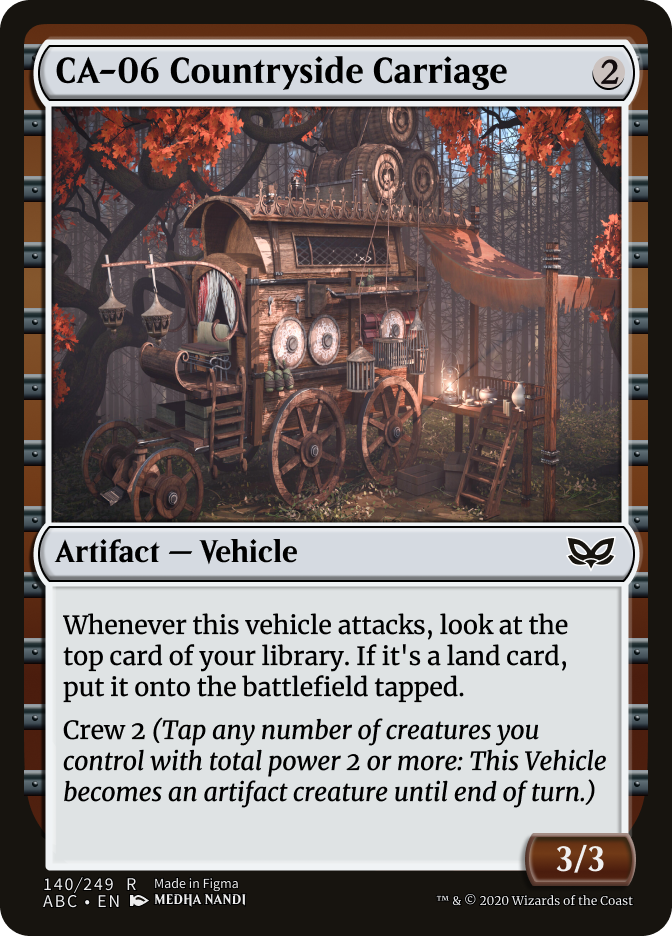 CA-06 Countryside Carriage 2
Artifact — Vehicle
Whenever this vehicle attacks, look at the
top card of your library. If it's a land card,
put it onto the battlefield tapped.
Crew 2 (Tap any number of creatures you
control with total power 2 or more: This Vehicle
becomes an artifact creature until end of turn.)
3/3
140/249 R Made in Figma
ABC • EN MEDHA NANDI ™ & © 2020 Wizards of the Coast